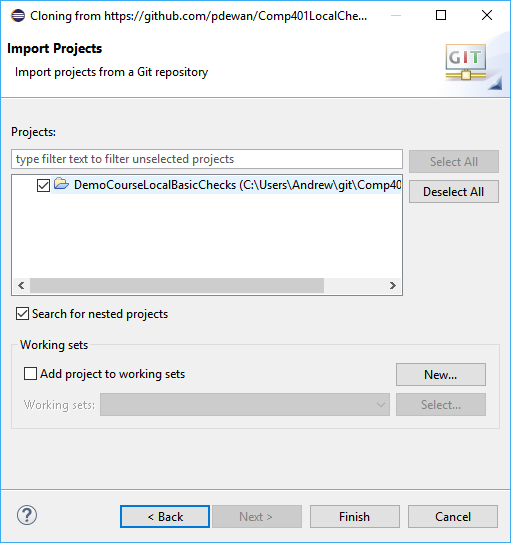 Cloning from https://github.com/pdewan/Comp401LocalChe...
Import Projects
Import projects from a Git repository
GIT
Projects:
type filter text to filter unselected projects
Select All
DemoCourseLocalBasicChecks (C:\Users\Andrew\git\Comp40
Deselect All
Search for nested projects
Working sets
Add project to working sets
New...
Working sets:
Select...
?
< Back
Next >
Finish
Cancel